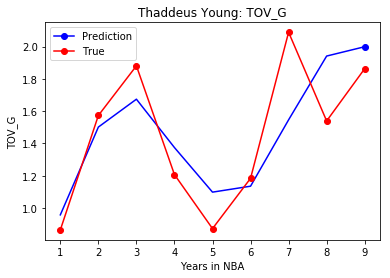 Thaddeus Young: TOV_G
Prediction
True
TOV_G
2.0
1.8
1.6
1.4
1.2
1.0
1 2 3 4 5 6 7 8 9
Years in NBA